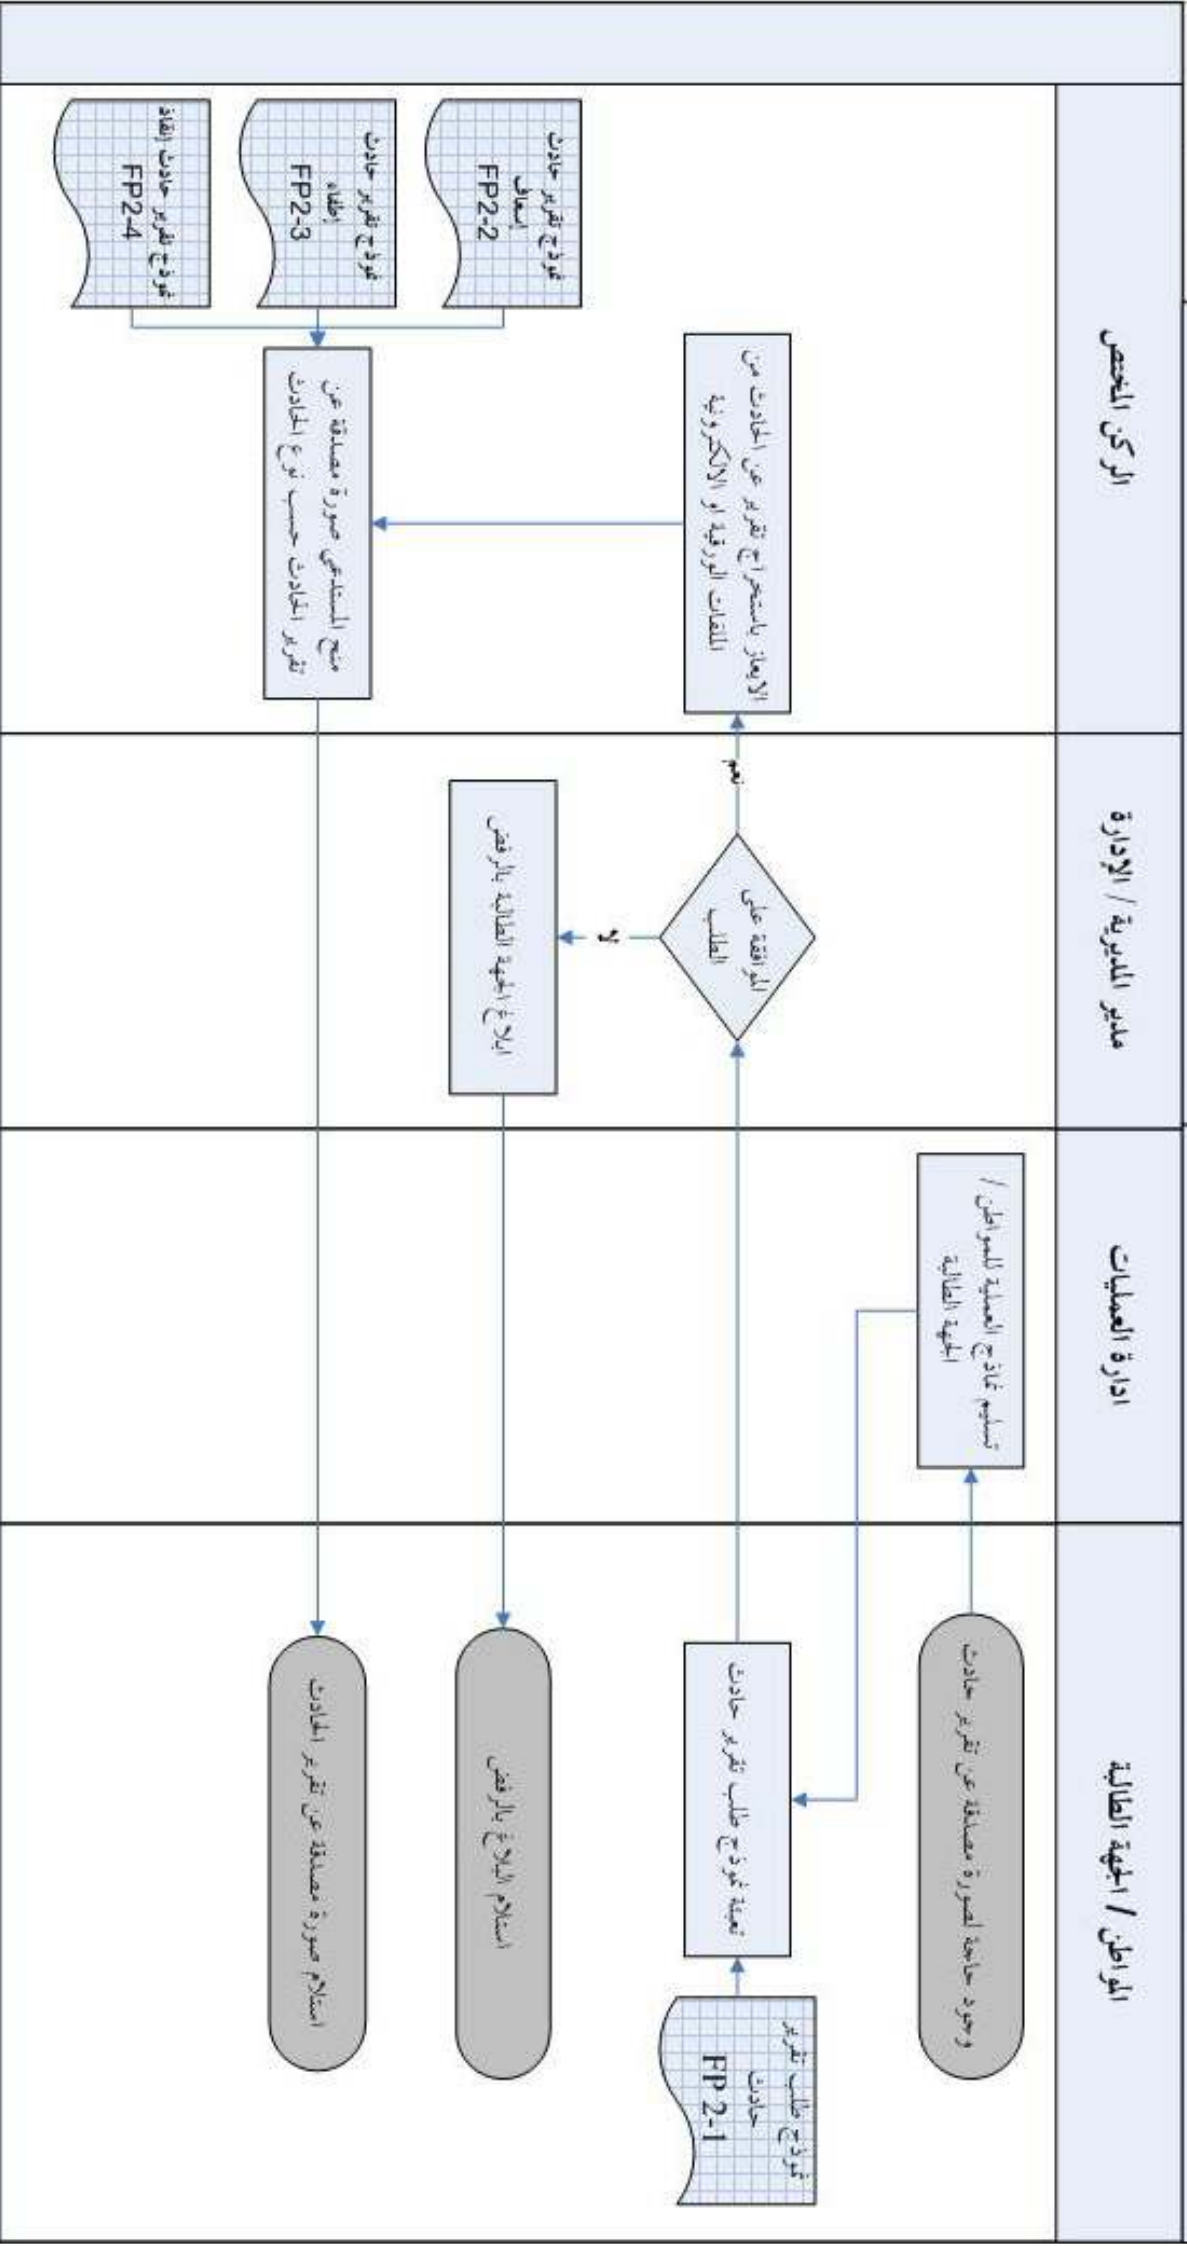 المواطن / الجهة الطالبة
ادارة العمليات
مدير المديرية / الإدارة
الركن المختص
وجود حاجة لصورة مصدقة عن تقرير حادث
تسليم نماذج العملية للمواطن /
الجهة الطالبة
نموذج طلب تقرير
حادث
FP 2-1
تعبئة نموذج طلب تقرير حادث
الموافقة على
الطلب
نعم
لا
الايعاز باستخراج تقرير عن الحادث من
الملفات الورقية او الالكترونية
ابلاغ الجهة الطالبة بالرفض
استلام البلاغ بالرفض
نموذج تقرير حادث
إسعاف
FP2-2
نموذج تقرير حادث
إطفاء
FP2-3
نموذج تقرير حادث إنقاذ
FP2-4
منح المستدعي صورة مصدقة عن
تقرير الحادث حسب نوع الحادث
استلام صورة مصدقة عن تقرير الحادث